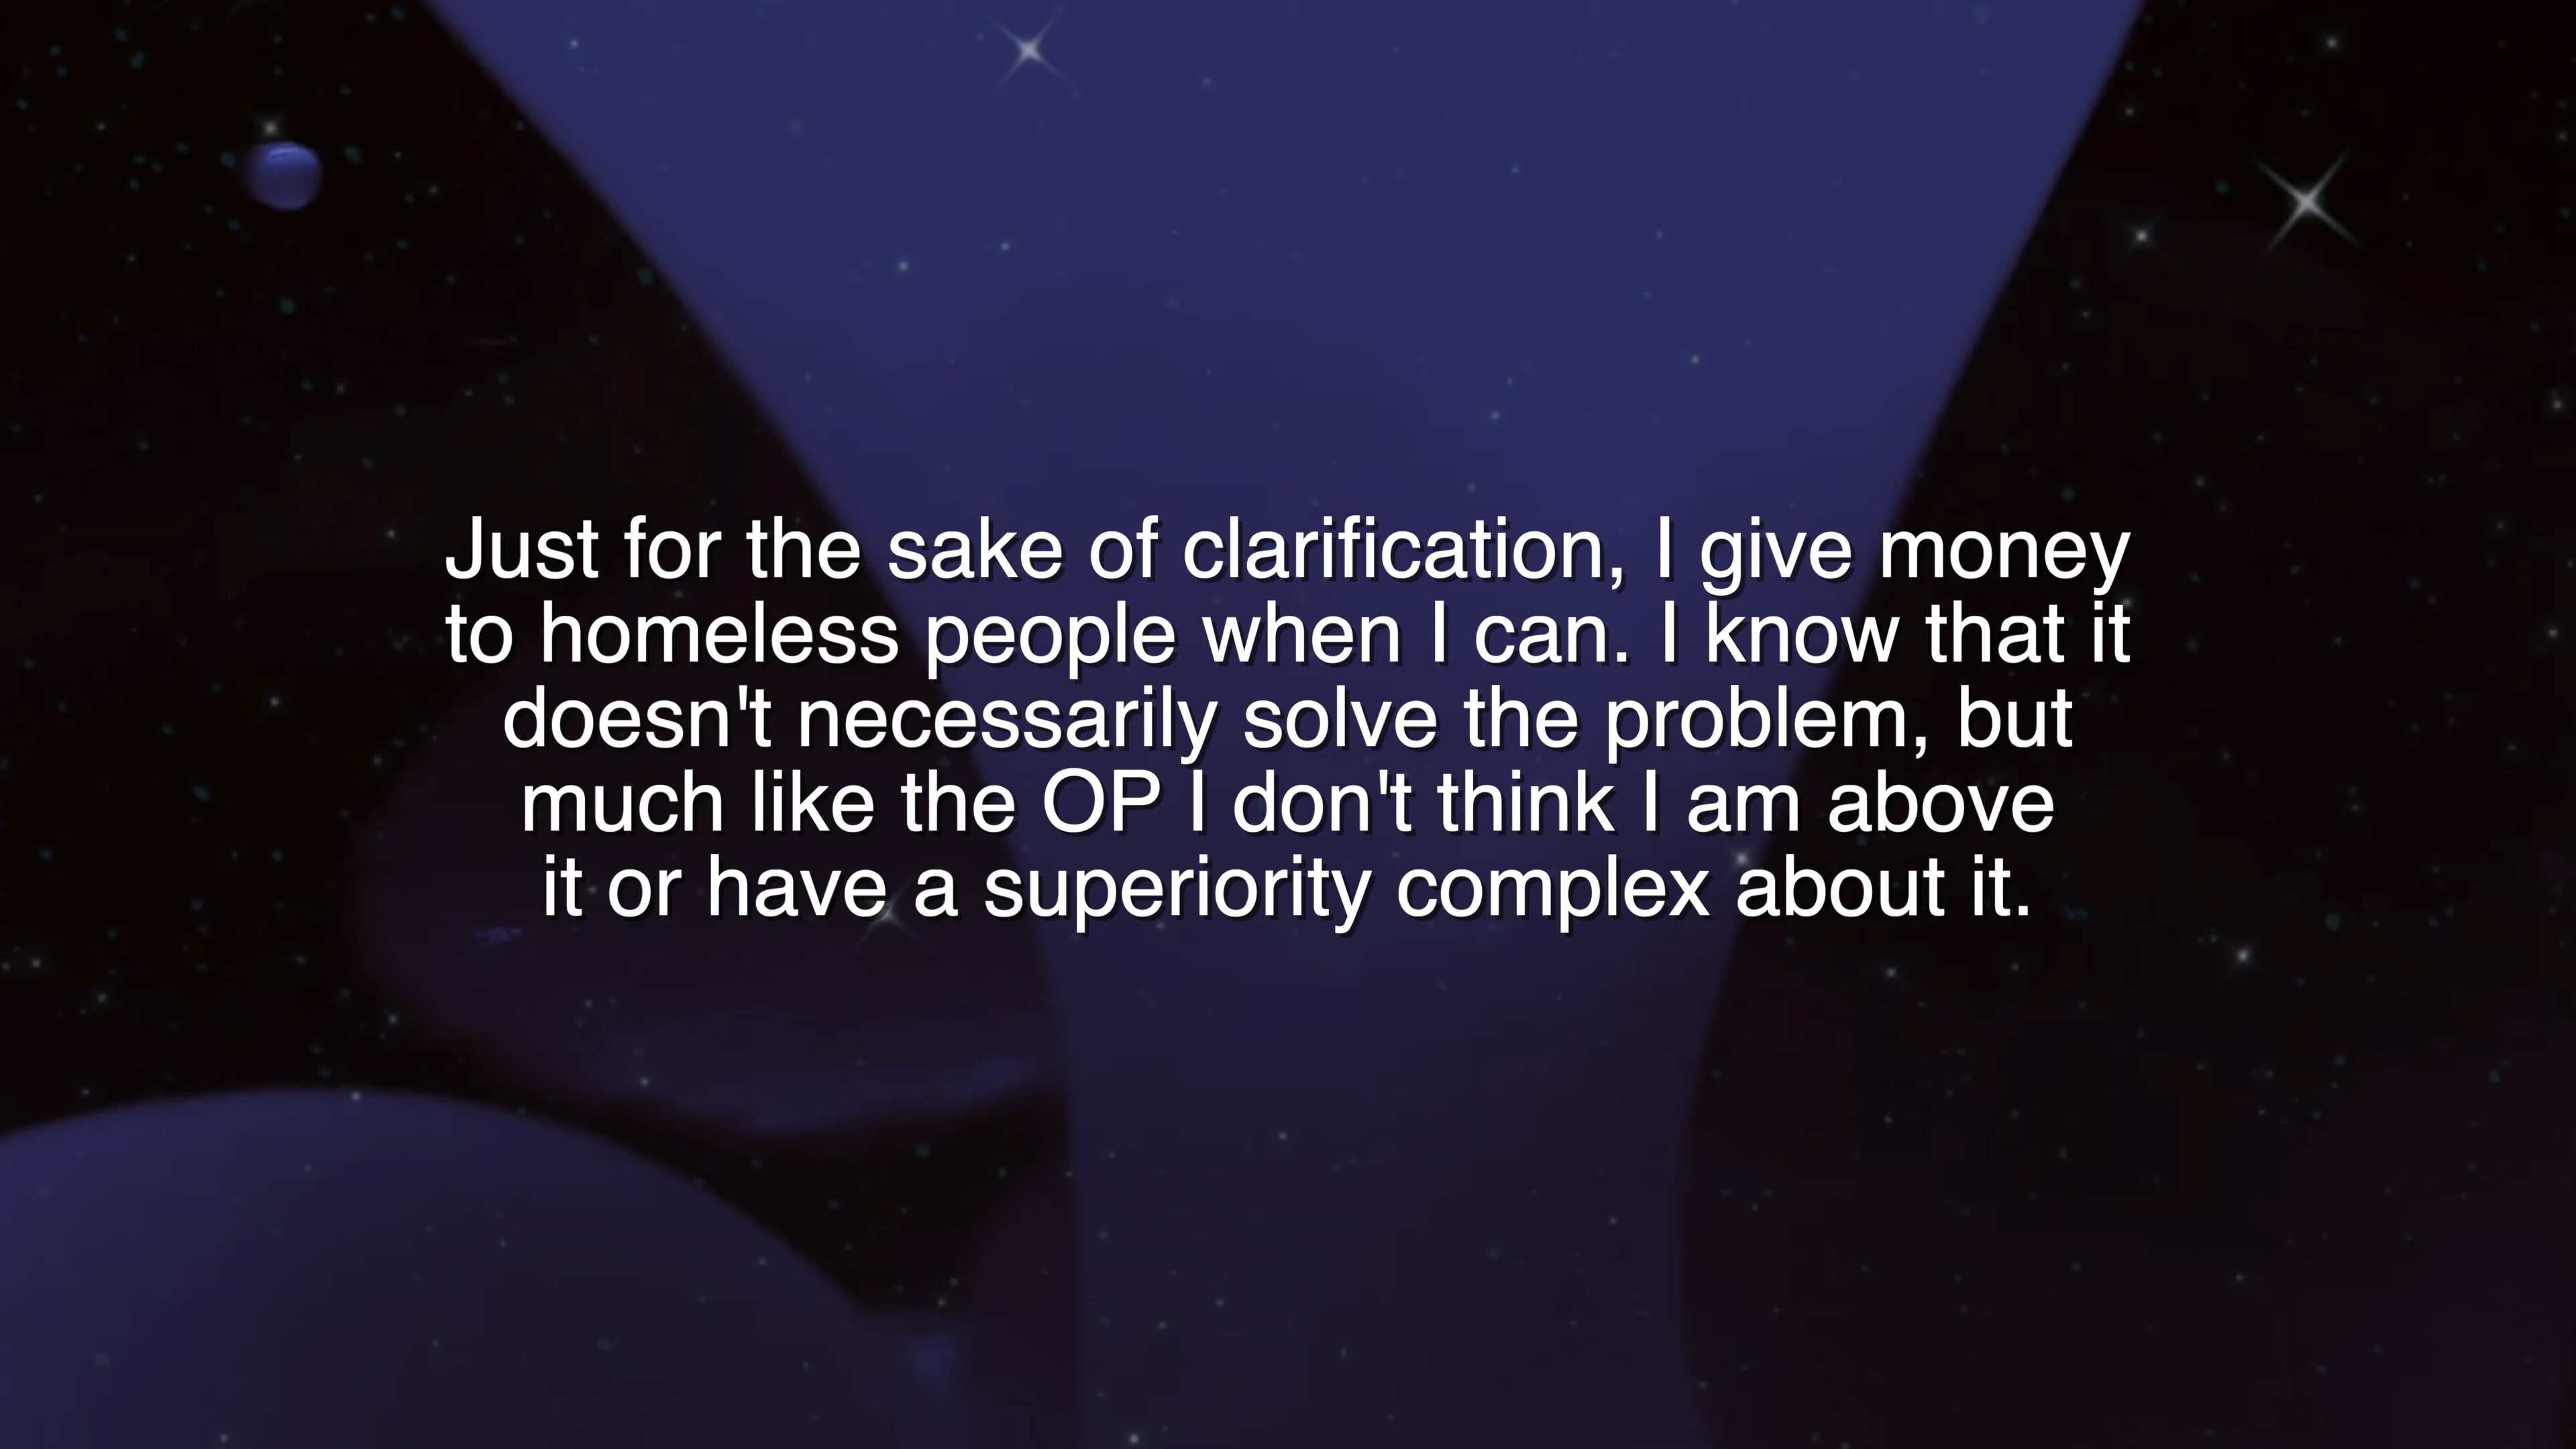 Just for the sake of clarification, I give money
to homeless people when I can. I know that it
doesn't necessarily solve the problem, but
much like the OP I don't think I am above
it or have a superiority complex about it.